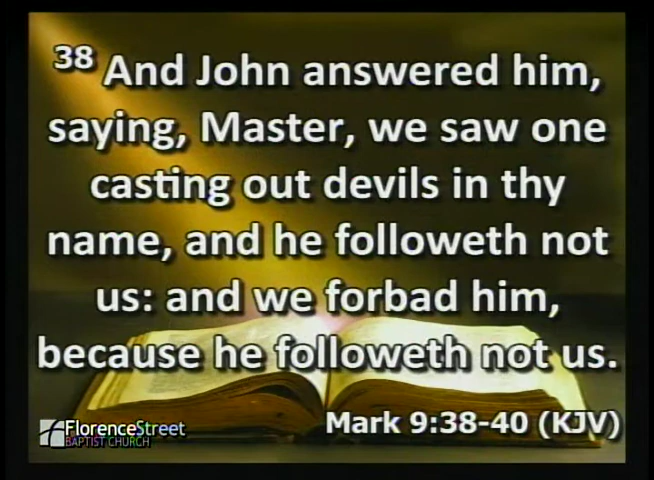 38 And John answered him,
saying, Master, we saw one
casting out devils in thy
name, and he followeth not
us: and we forbad him,
because he followeth not us.
Mark 9:38-40 (KJV)
FlorenceStreet
BAPTIST CHURCH